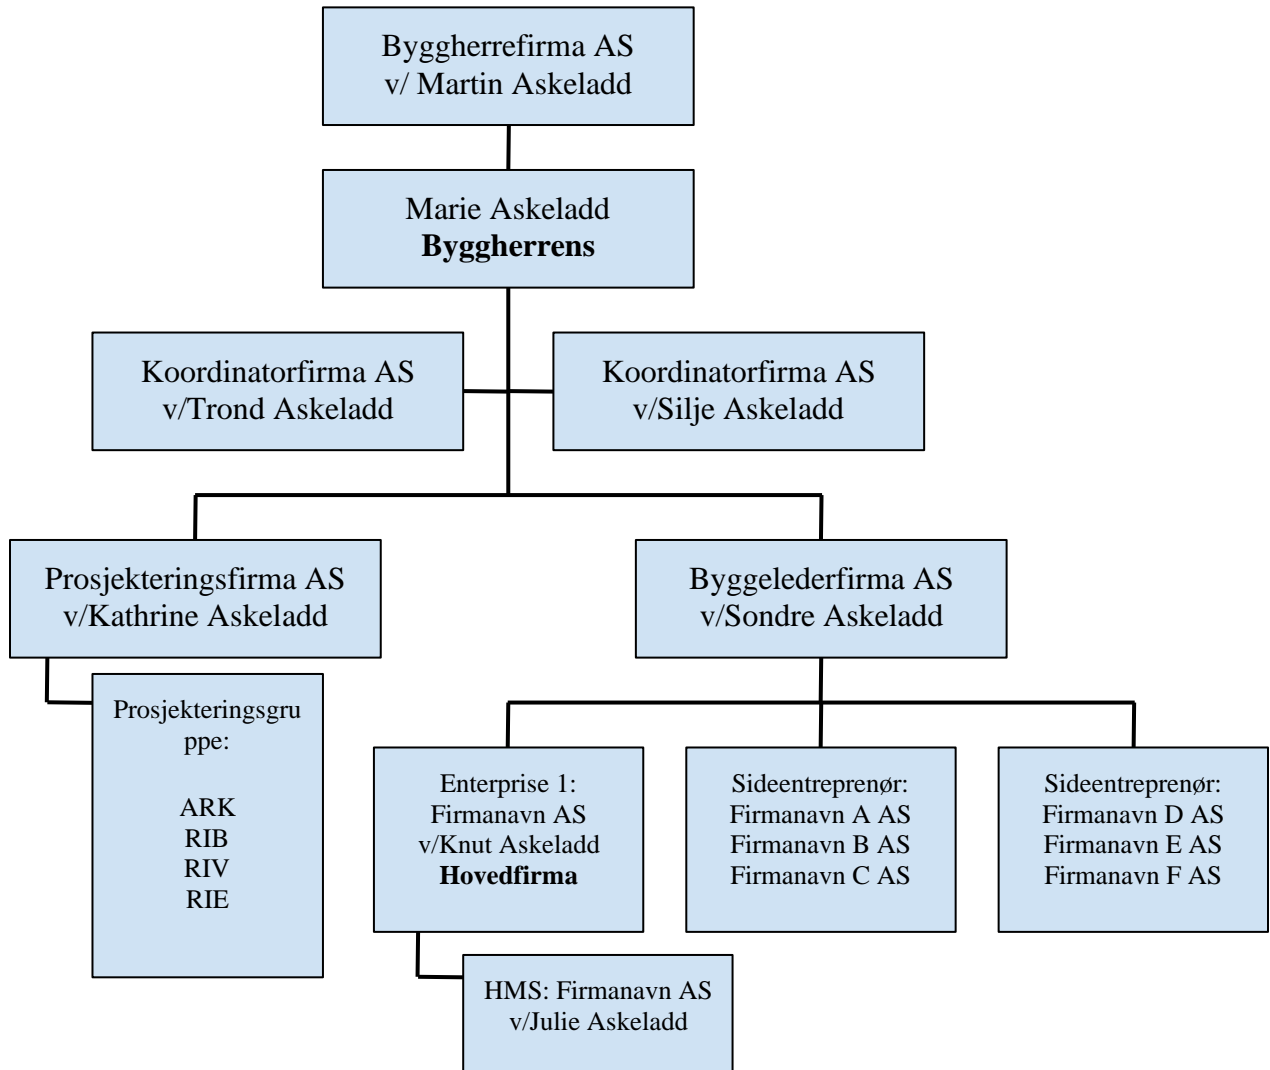 Byggherrefirma AS
v/ Martin Askeladd
Marie Askeladd
Byggherrens
Koordinatorfirma AS
v/Trond Askeladd
Koordinatorfirma AS
v/Silje Askeladd
Prosjekteringsfirma AS
v/Kathrine Askeladd
Byggelederfirma AS
v/Sondre Askeladd
Prosjekteringsgru
ppe:
ARK
RIB
RIV
RIE
Enterprise 1:
Firmanavn AS
v/Knut Askeladd
Hovedfirma
Sideentreprenør:
Firmanavn A AS
Firmanavn B AS
Firmanavn C AS
Sideentreprenør:
Firmanavn D AS
Firmanavn E AS
Firmanavn F AS
HMS: Firmanavn AS
v/Julie Askeladd